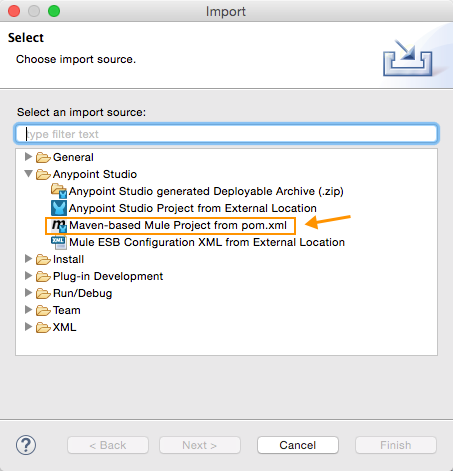 Import
Select
Choose import source.
Select an import source:
type filter text
General
Anypoint Studio
Anypoint Studio generated Deployable Archive (.zip)
Anypoint Studio Project from External Location
Maven-based Mule Project from pom.xml
XML Mule ESB Configuration XML from External Location
Install
Plug-in Development
Run/Debug
Team
XML
? < Back Next > Cancel Finish